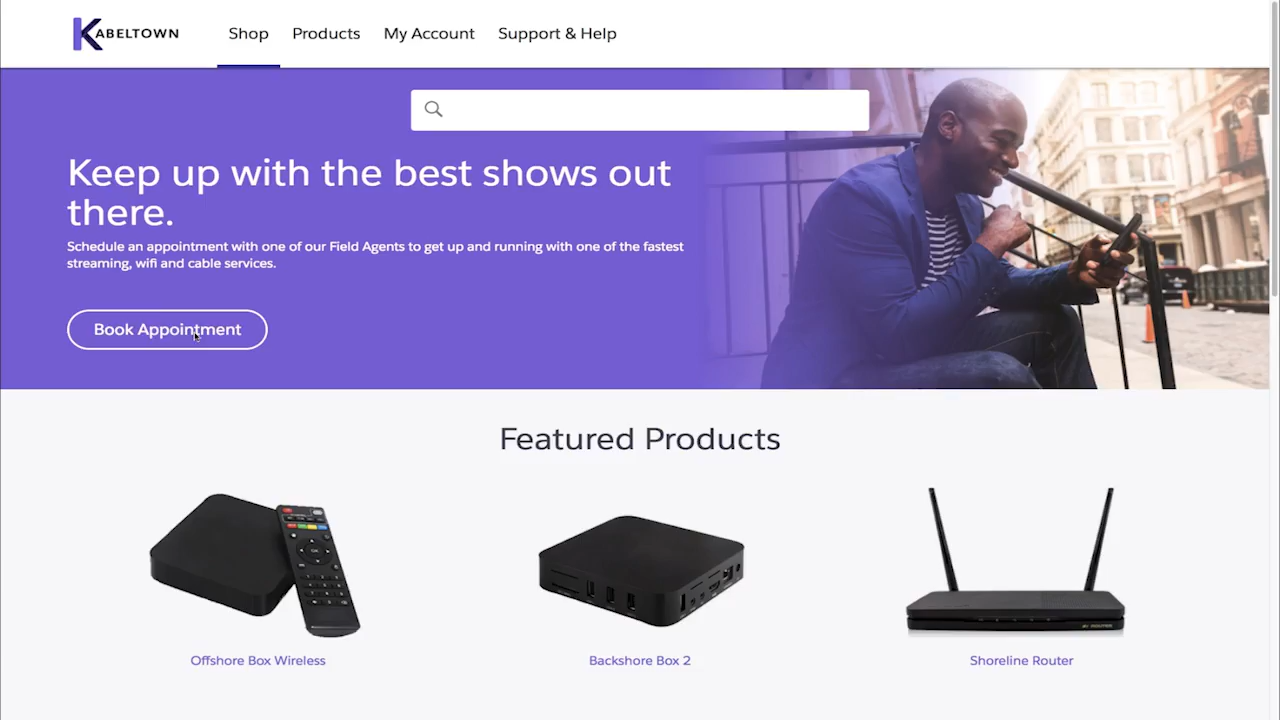 KABELTOWN
Shop
Products
My Account
Support & Help
Keep up with the best shows out
there.
Schedule an appointment with one of our Field Agents to get up and running with one of the fastest
streaming, wifi and cable services.
Book Appointment
Featured Products
OK
Offshore Box Wireless
Backshore Box 2
Shoreline Router